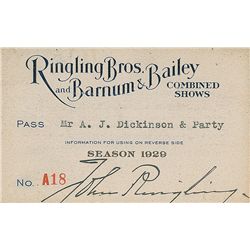 Ringling Bros.
and Barnum & Bailey
COMBINED
SHOWS
PASS Mr A. J. Dickinson & Party
INFORMATION FOR USING ON REVERSE SIDE
SEASON 1929
No. A18 John Ringling